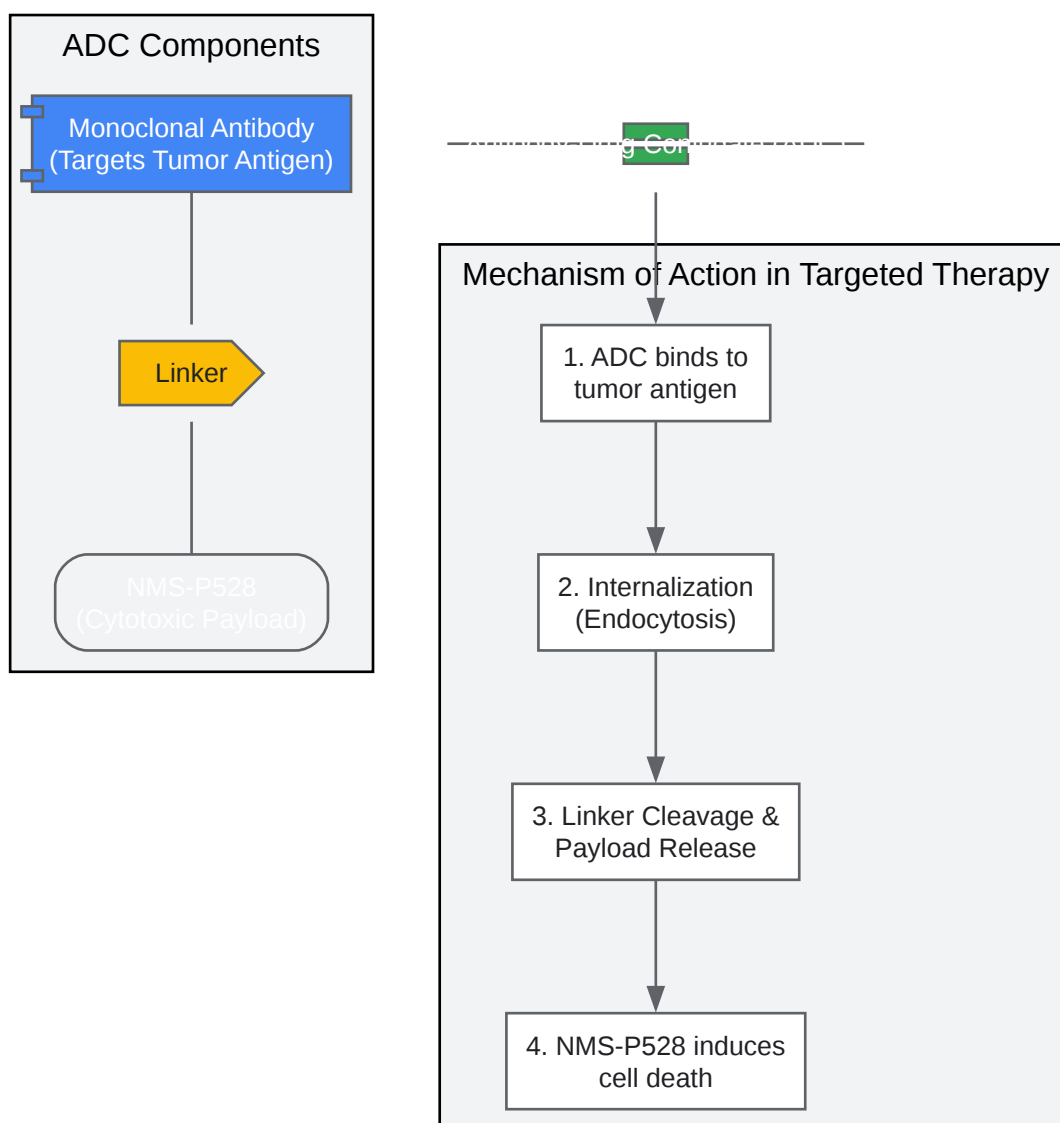 ADC Components
Monoclonal Antibody
(Targets Tumor Antigen)
Linker
NMS-P528
(Cytotoxic Payload)
Mechanism of Action in Targeted Therapy
1. ADC binds to
tumor antigen
2. Internalization
(Endocytosis)
3. Linker Cleavage &
Payload Release
4. NMS-P528 induces
cell death